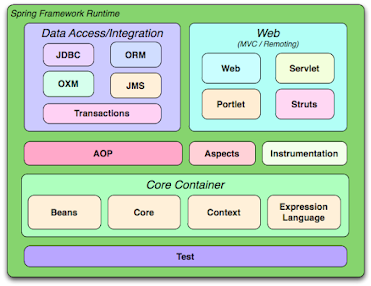 Spring Framework Runtime
Data Access/Integration
JDBC
ORM
OXM
JMS
Transactions
Web
(MVC / Remoting)
Web
Servlet
Portlet
Struts
AOP
Aspects
Instrumentation
Core Container
Beans
Core
Context
Expression
Language
Test